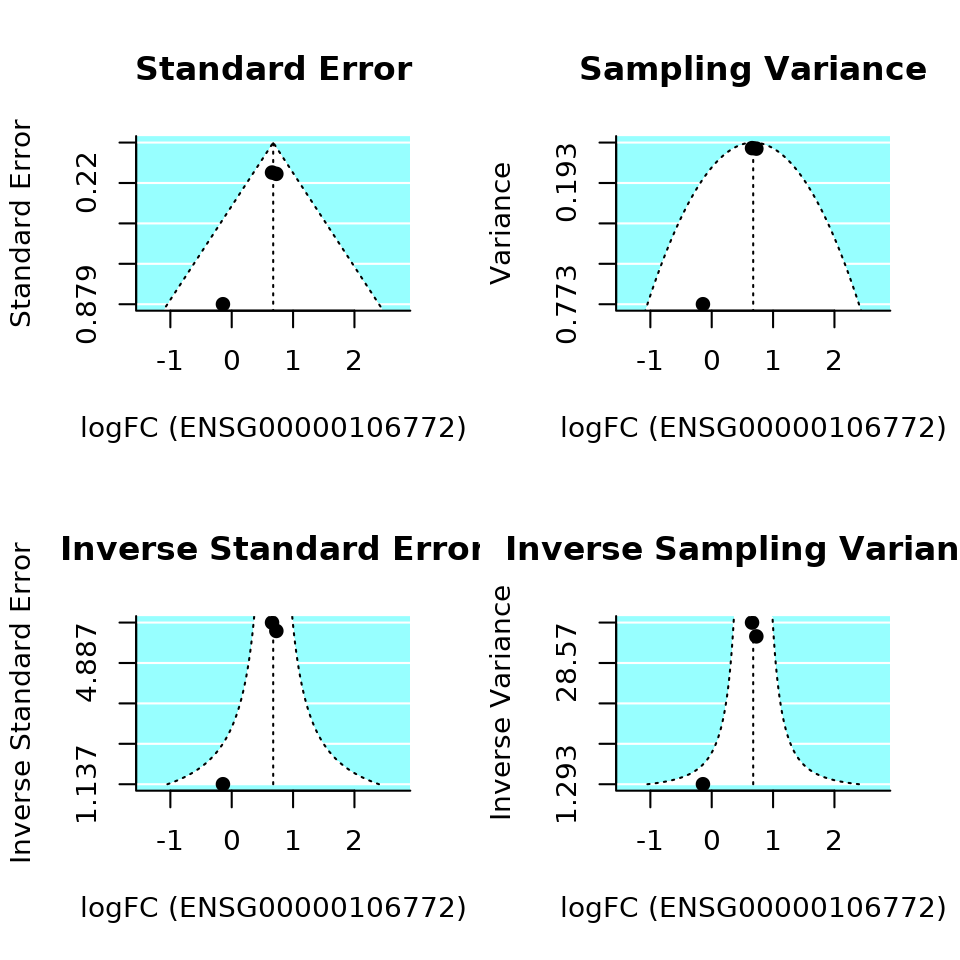 Standard Error
Standard Error
0.22
0.879
-1 0 1 2
logFC (ENSG00000106772)
Sampling Variance
Variance
0.193
0.773
-1 0 1 2
logFC (ENSG00000106772)
Inverse Standard Error
Inverse Standard Error
4.887
1.137
-1 0 1 2
logFC (ENSG00000106772)
Inverse Sampling Varian
Inverse Variance
28.57
1.293
-1 0 1 2
logFC (ENSG00000106772)